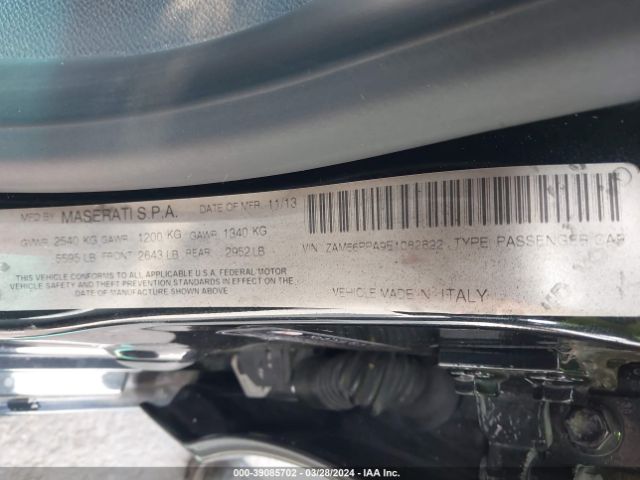 MFD BY MASERATI S.P.A. DATE OF MFR 11/13
GVWR 2540 KG GAWR 1200 KG GAWR 1340 KG
5595 LB FRONT 2643 LB REAR 2952 LB
THIS VEHICLE CONFORMS TO ALL APPLICABLE U.S.A. FEDERAL MOTOR
VEHICLE SAFETY AND THEFT PREVENTION STANDARDS IN EFFECT ON
THE DATE OF MANUFACTURE SHOWN ABOVE
VIN: TYPE: PASSENGER CAR
VEHICLE MADE IN: ITALY
000-39085702 - 03/28/2024 - IAA Inc.